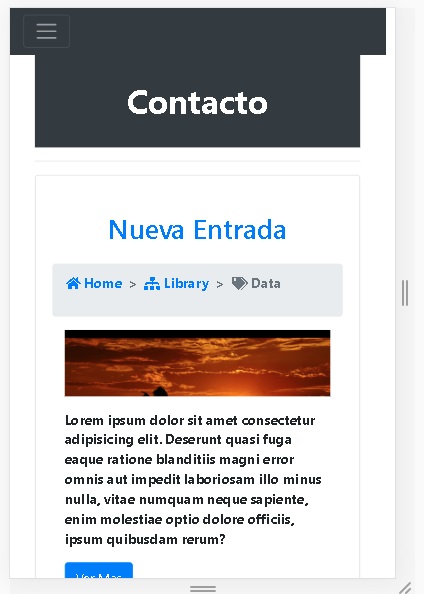 Contacto
Nueva Entrada
Home > Library > Data
Lorem ipsum dolor sit amet consectetur
adipisicing elit. Deserunt quasi fuga
eaque ratione blanditiis magni error
omnis aut impedit laboriosam illo minus
nulla, vitae numquam neque sapiente,
enim molestiae optio dolore officiis,
ipsum quibusdam rerum?
Ver Mas